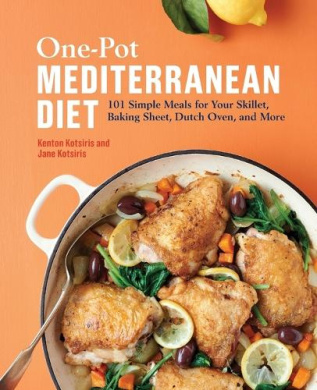 One-Pot
MEDITERRANEAN
DIET
101 Simple Meals for Your Skillet,
Baking Sheet, Dutch Oven, and More
Kenton Kotsiris and
Jane Kotsiris